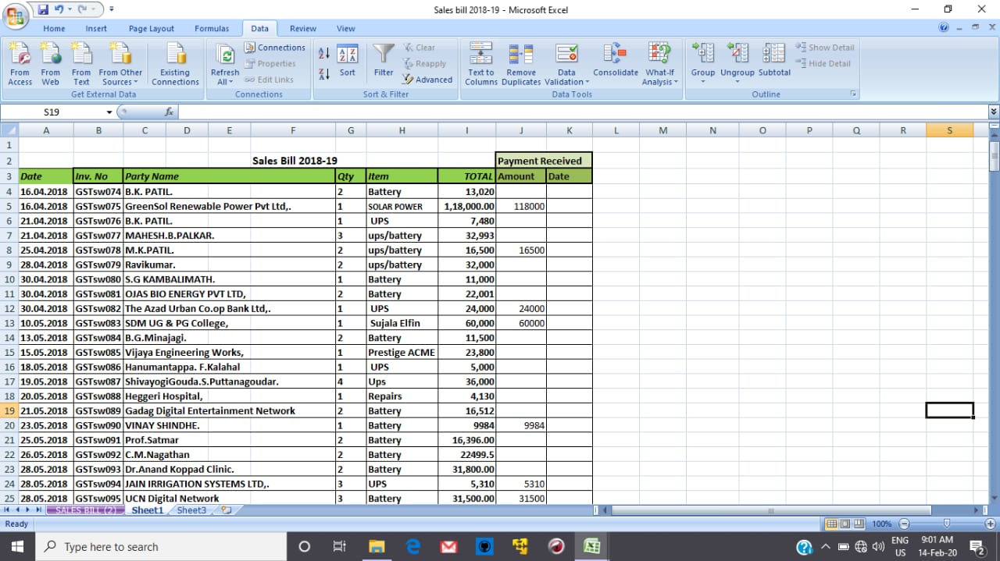 Sales bill 2018-19 - Microsoft Excel
Home Insert Page Layout Formulas Data Review View
From Access From Web From Text From Other Sources Existing Connections Refresh All Connections Properties Edit Links Sort Filter Clear Reapply Advanced Text to Columns Remove Duplicates Data Validation Consolidate What-If Analysis Group Ungroup Subtotal Show Detail Hide Detail
Get External Data Connections Sort & Filter Data Tools Outline
S19 fx
A B C D E F G H I J K L M N O P Q R S
1
2 Sales Bill 2018-19 Payment Received
3 Date Inv. No Party Name Qty Item TOTAL Amount Date
4 16.04.2018 GSTsw074 B.K. PATIL. 2 Battery 13,020
5 16.04.2018 GSTsw075 GreenSol Renewable Power Pvt Ltd,. 1 SOLAR POWER 1,18,000.00 118000
6 21.04.2018 GSTsw076 B.K. PATIL. 1 UPS 7,480
7 21.04.2018 GSTsw077 MAHESH.B.PALKAR. 3 ups/battery 32,993
8 25.04.2018 GSTsw078 M.K.PATIL. 2 ups/battery 16,500 16500
9 28.04.2018 GSTsw079 Ravikumar. 2 ups/battery 32,000
10 30.04.2018 GSTsw080 S.G KAMBALIMATH. 1 Battery 11,000
11 30.04.2018 GSTsw081 OJAS BIO ENERGY PVT LTD, 2 Battery 22,001
12 30.04.2018 GSTsw082 The Azad Urban Co.op Bank Ltd,. 1 UPS 24,000 24000
13 10.05.2018 GSTsw083 SDM UG & PG College, 1 Sujala Elfin 60,000 60000
14 13.05.2018 GSTsw084 B.G.Minajagi. 2 Battery 11,500
15 15.05.2018 GSTsw085 Vijaya Engineering Works, 1 Prestige ACME 23,800
16 18.05.2018 GSTsw086 Hanumantappa. F.Kalahal 1 UPS 5,000
17 19.05.2018 GSTsw087 ShivayogiGouda.S.Puttanagoudar. 4 Ups 36,000
18 20.05.2018 GSTsw088 Heggeri Hospital, 1 Repairs 4,130
19 21.05.2018 GSTsw089 Gadag Digital Entertainment Network 2 Battery 16,512
20 23.05.2018 GSTsw090 VINAY SHINDHE. 1 Battery 9984 9984
21 25.05.2018 GSTsw091 Prof.Satmar 2 Battery 16,396.00
22 26.05.2018 GSTsw092 C.M.Nagathan 2 Battery 22499.5
23 28.05.2018 GSTsw093 Dr.Anand Koppad Clinic. 2 Battery 31,800.00
24 28.05.2018 GSTsw094 JAIN IRRIGATION SYSTEMS LTD,. 3 UPS 5,310 5310
25 28.05.2018 GSTsw095 UCN Digital Network 3 Battery 31,500.00 31500
SALES BILL (2) Sheet1 Sheet3
Ready 100%
Type here to search ENG US 9:01 AM 14-Feb-20 2